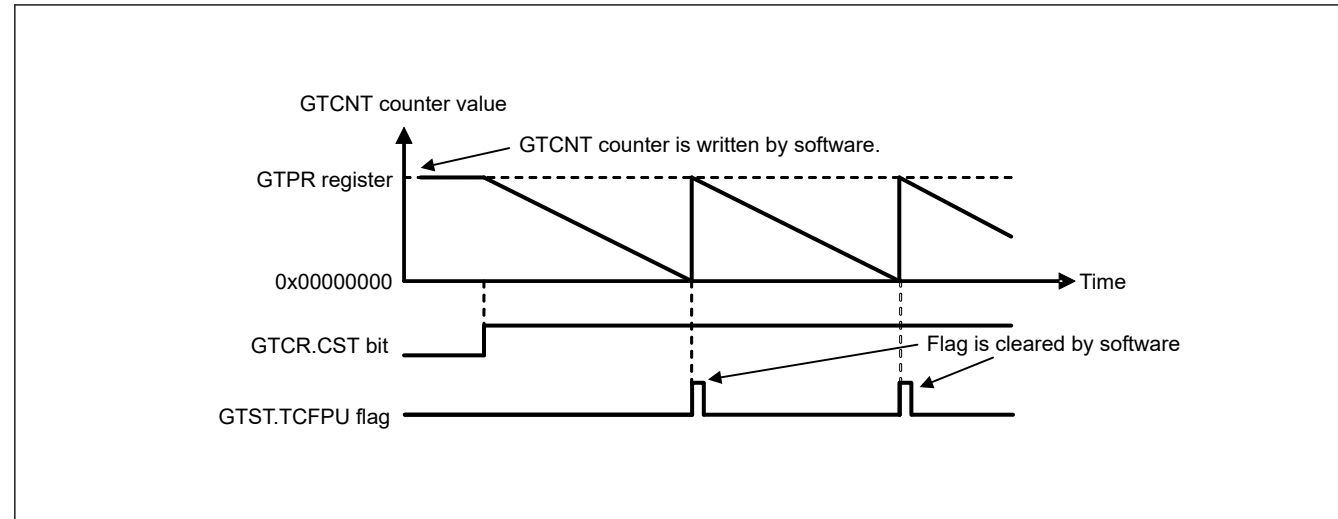 GTCNT counter value
GTCNT counter is written by software.
GTPR register
0x00000000
Time
GTCR.CST bit
Flag is cleared by software
GTST.TCFPU flag